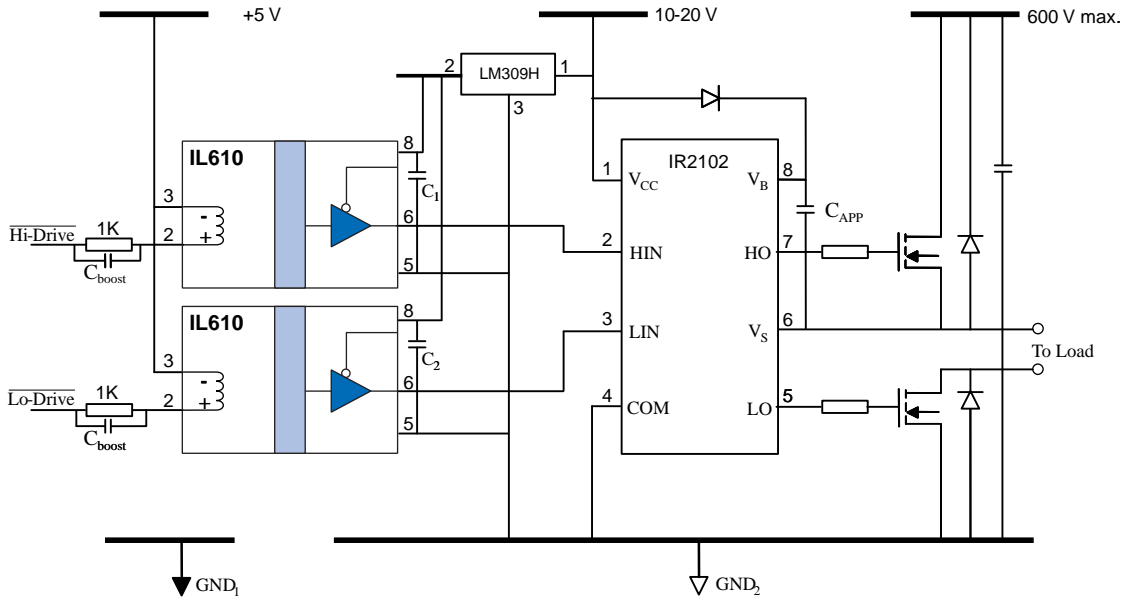 +5 V
10-20 V
600 V max.
2
LM309H
1
3
IL610
8
C1
3
-
1K
Hi-Drive
2
+
6
Cboost
5
IR2102
1
VCC
VB
8
CAPP
2
HIN
HO
7
IL610
8
C2
3
LIN
VS
6
To Load
3
-
1K
Lo-Drive
2
+
6
Cboost
5
4
COM
LO
5
GND1
GND2